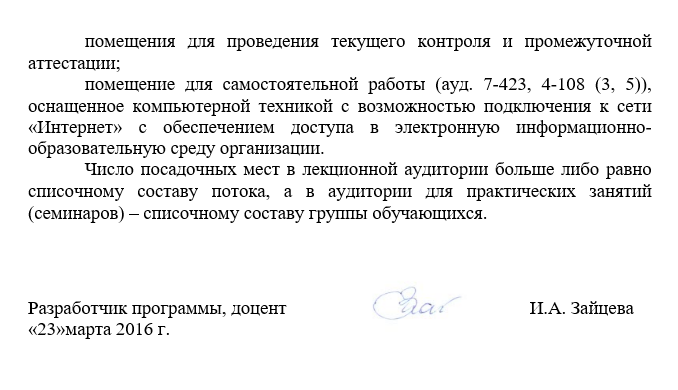 помещения для проведения текущего контроля и промежуточной
аттестации;
помещение для самостоятельной работы (ауд. 7-423, 4-108 (3, 5)),
оснащенное компьютерной техникой с возможностью подключения к сети
«Интернет» с обеспечением доступа в электронную информационно-
образовательную среду организации.
Число посадочных мест в лекционной аудитории больше либо равно
списочному составу потока, а в аудитории для практических занятий
(семинаров) – списочному составу группы обучающихся.
Разработчик программы, доцент И.А. Зайцева
«23»марта 2016 г.